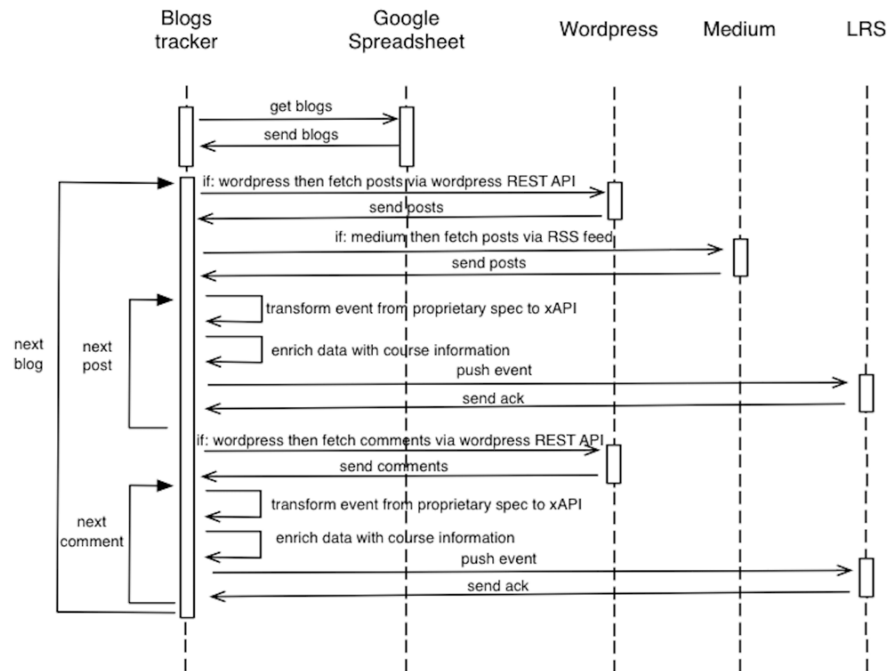 Blogs
tracker
Google
Spreadsheet
Wordpress
Medium
LRS
get blogs
send blogs
if: wordpress then fetch posts via wordpress REST API
send posts
if: medium then fetch posts via RSS feed
send posts
transform event from proprietary spec to xAPI
next
blog
next
post
enrich data with course information
push event
send ack
if: wordpress then fetch comments via wordpress REST API
send comments
transform event from proprietary spec to xAPI
next
comment
enrich data with course information
push event
send ack